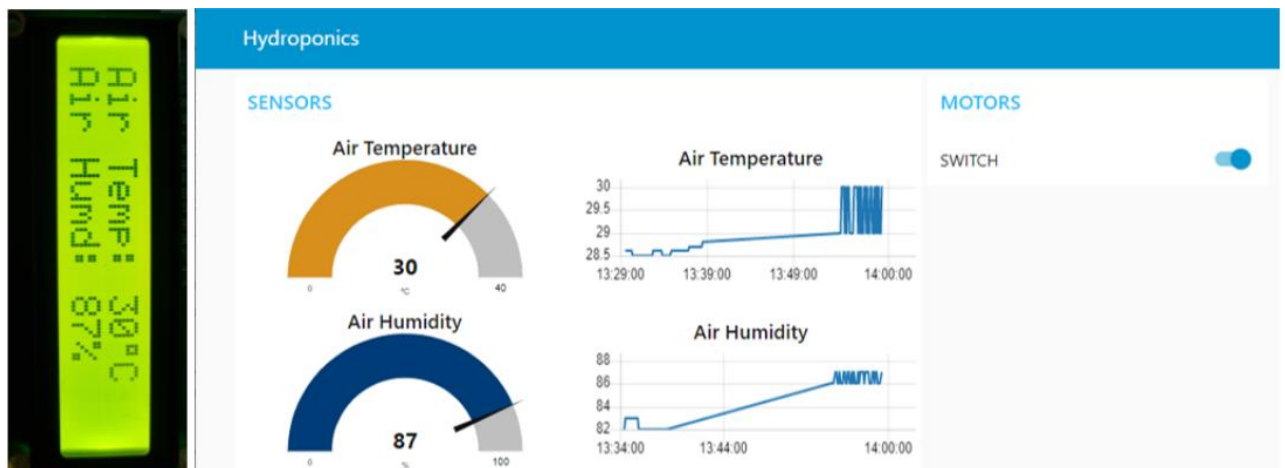 Air Temp: 30°C
Air Humd: 87%
Hydroponics
SENSORS
Air Temperature
30
°C
0
40
Air Temperature
30
29.5
29
28.5
13:29:00
13:39:00
13:49:00
14:00:00
Air Humidity
87
%
0
100
Air Humidity
88
86
84
82
13:34:00
13:44:00
14:00:00
MOTORS
SWITCH